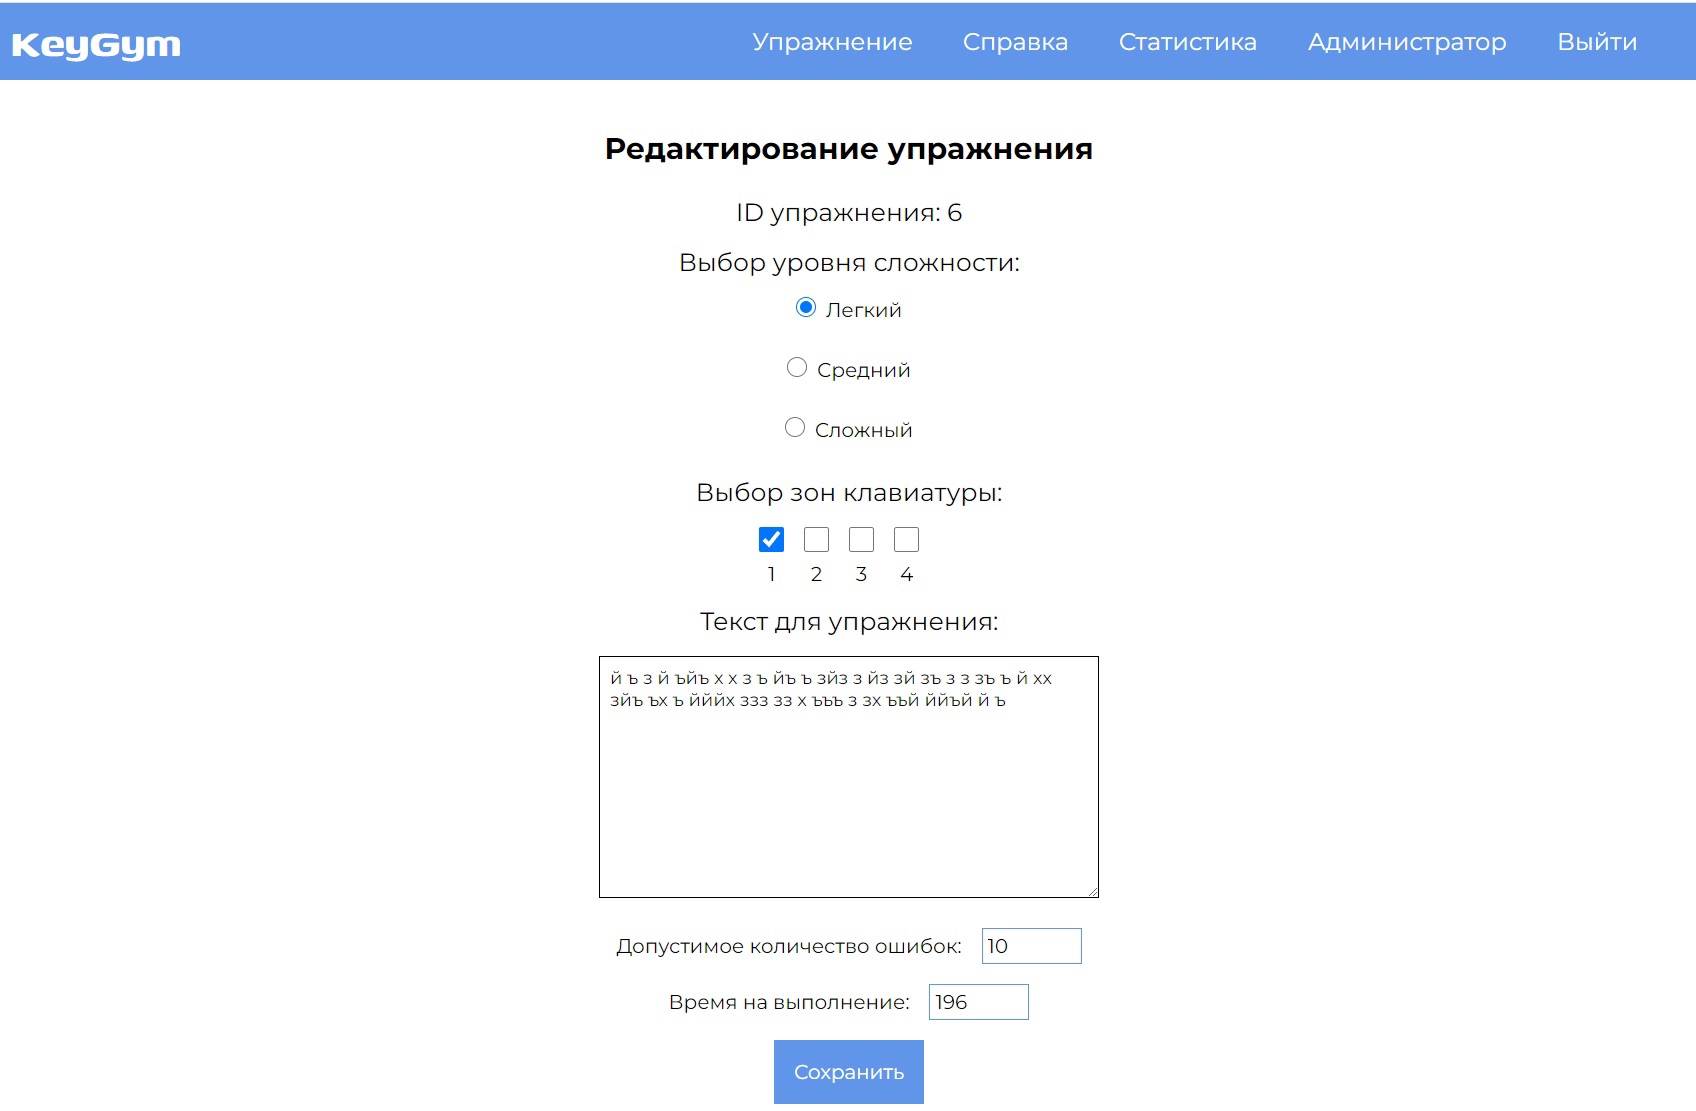 KeyGym Упражнение Справка Статистика Администратор Выйти
Редактирование упражнения
ID упражнения: 6
Выбор уровня сложности:
Легкий
Средний
Сложный
Выбор зон клавиатуры:
1 2 3 4
Текст для упражнения:
й ъ з й ъйъ х х з ъ йъ ъ зйз з йз зй зъ з з зъ ъ й хх
зйъ ъх ъ йййх ззз зз х ъъъ з зх ъъй ййъй й ъ
Допустимое количество ошибок: 10
Время на выполнение: 196
Сохранить